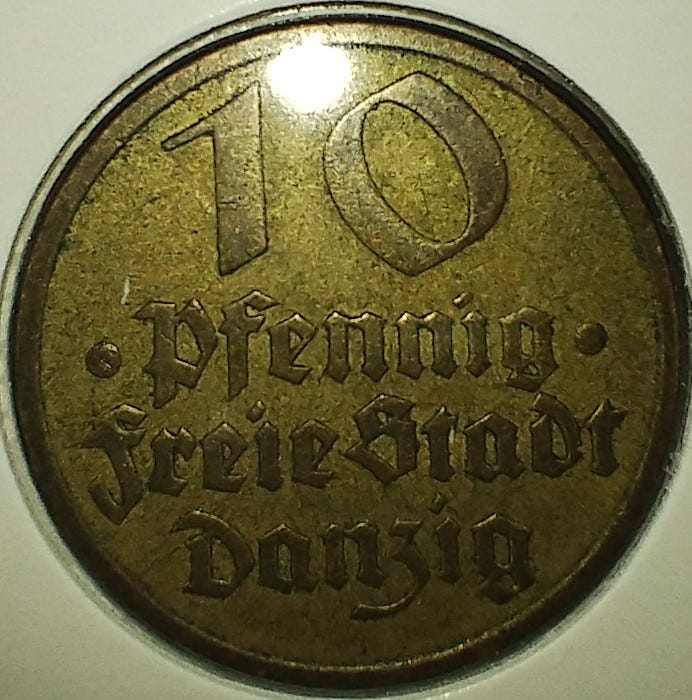 10
• Pfennig •
Freie Stadt
Danzig